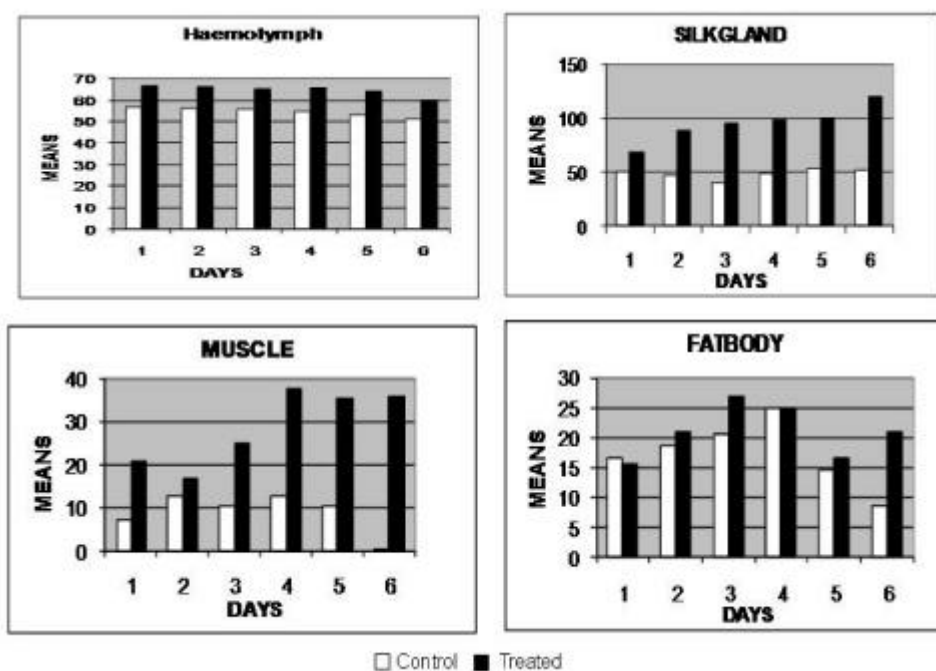 Haemolymph
70
60
50
40
30
20
10
0
MEANS
1 2 3 4 5 6
DAYS
SILKGLAND
150
100
50
0
MEANS
1 2 3 4 5 6
DAYS
MUSCLE
40
30
20
10
0
MEANS
1 2 3 4 5 6
DAYS
FATBODY
30
25
20
15
10
5
0
MEANS
1 2 3 4 5 6
DAYS
Control Treated